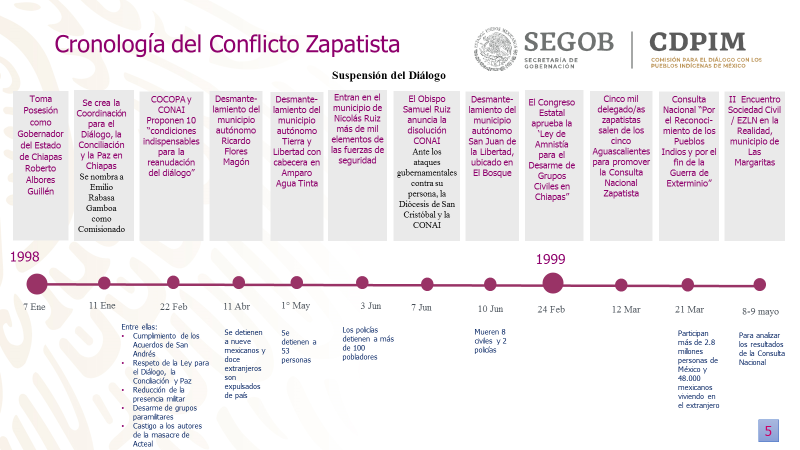 Cronología del Conflicto Zapatista
SEGOB
SECRETARÍA DE
GOBERNACIÓN
CDPIM
COMISIÓN PARA EL DIÁLOGO CON LOS
PUEBLOS INDÍGENAS DE MÉXICO
Suspensión del Diálogo
Toma
Posesión
como
Gobernador
del Estado
de Chiapas
Roberto
Albores
Guillén
Se crea la
Coordinación
para el
Diálogo, la
Conciliación
y la Paz en
Chiapas
Se nombra a
Emilio
Rabasa
Gamboa
como
Comisionado
COCOPA y
CONAI
Proponen 10
“condiciones
indispensables
para la
reanudación
del diálogo”
Desmante-
lamiento del
municipio
autónomo
Ricardo
Flores
Magón
Desmante-
lamiento del
municipio
autónomo
Tierra y
Libertad con
cabecera en
Amparo
Agua Tinta
Entran en el
municipio de
Nicolás Ruiz
más de mil
elementos de
las fuerzas de
seguridad
El Obispo
Samuel Ruiz
anuncia la
disolución
CONAI
Ante los
ataques
gubernamentales
contra su
persona, la
Diócesis de San
Cristóbal y la
CONAI
Desmante-
lamiento del
municipio
autónomo
San Juan de
la Libertad,
ubicado en
El Bosque
El Congreso
Estatal
aprueba la
‘Ley de
Amnistía
para el
Desarme de
Grupos
Civiles en
Chiapas”
Cinco mil
delegado/as
zapatistas
salen de los
cinco
Aguascalientes
para promover
la Consulta
Nacional
Zapatista
Consulta
Nacional “Por
el Reconoci-
miento de los
Pueblos
Indios y por el
fin de la
Guerra de
Exterminio”
II Encuentro
Sociedad Civil
/ EZLN en la
Realidad,
municipio de
Las
Margaritas
1998
1999
7 Ene
11 Ene
22 Feb
11 Abr
1° May
3 Jun
7 Jun
10 Jun
24 Feb
12 Mar
21 Mar
8-9 mayo
Entre ellas:
• Cumplimiento de los
Acuerdos de San
Andrés
• Respeto de la Ley para
el Diálogo, la
Conciliación y Paz
• Reducción de la
presencia militar
• Desarme de grupos
paramilitares
• Castigo a los autores
de la masacre de
Acteal
Se detienen a
nueve
mexicanos y
doce
extranjeros
son
expulsados
de país
Se
detienen a
53
personas
Los policías
detienen a más
de 100
pobladores
Mueren 8
civiles y 2
policías
Participan
más de 2.8
millones
personas de
México y
48.000
mexicanos
viviendo en
el extranjero
Para analizar
los resultados
de la Consulta
Nacional
5